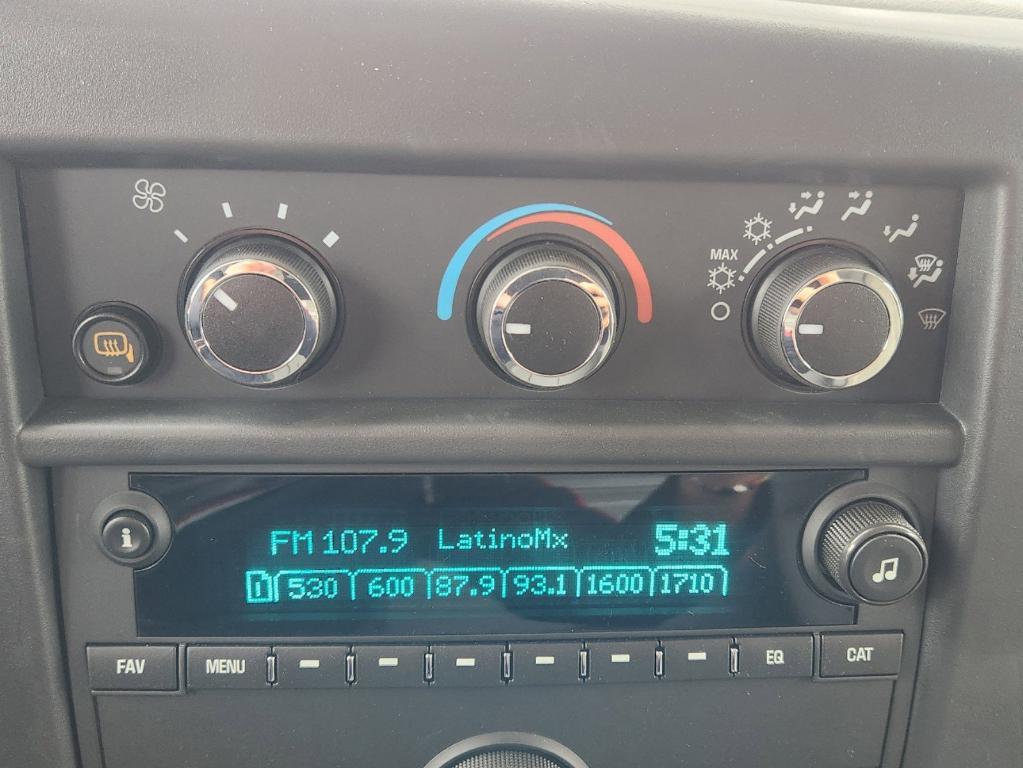 MAX
FM 107.9 LatinoMx 5:31
1 530 600 87.9 93.1 1600 1710
i
FAV MENU EQ CAT